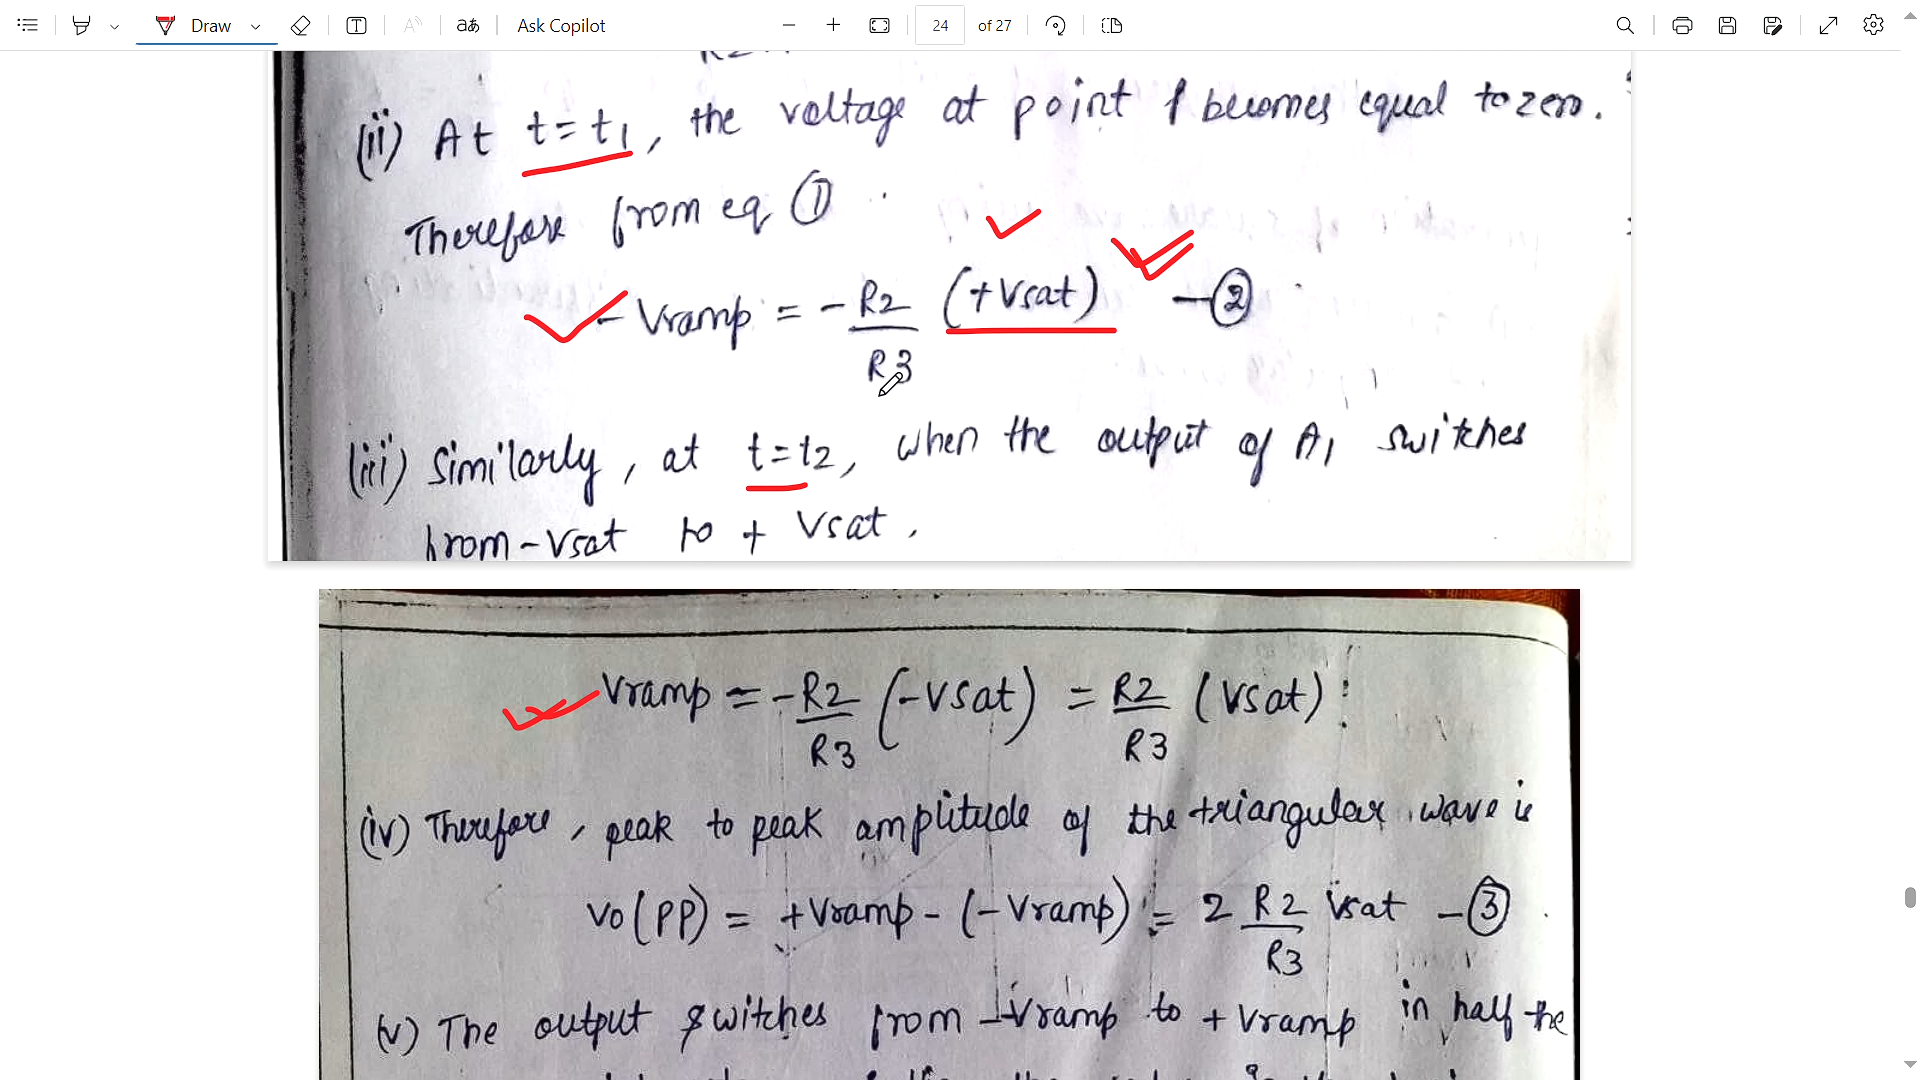 Draw
aあ
Ask Copilot
24 of 27
(ii) At t = t1, the voltage at point P becomes equal to zero.
Therefore from eq ①
- Vramp = - R2/R3 (+Vsat) — ②
(iii) Similarly, at t = t2, when the output of A1 switches
from - Vsat to + Vsat.
Vramp = - R2/R3 (-Vsat) = R2/R3 (Vsat)
(iv) Therefore, peak to peak amplitude of the triangular wave is
Vo(PP) = +Vramp - (-Vramp) = 2 R2/R3 Vsat — ③
(v) The output switches from - Vramp to + Vramp in half the